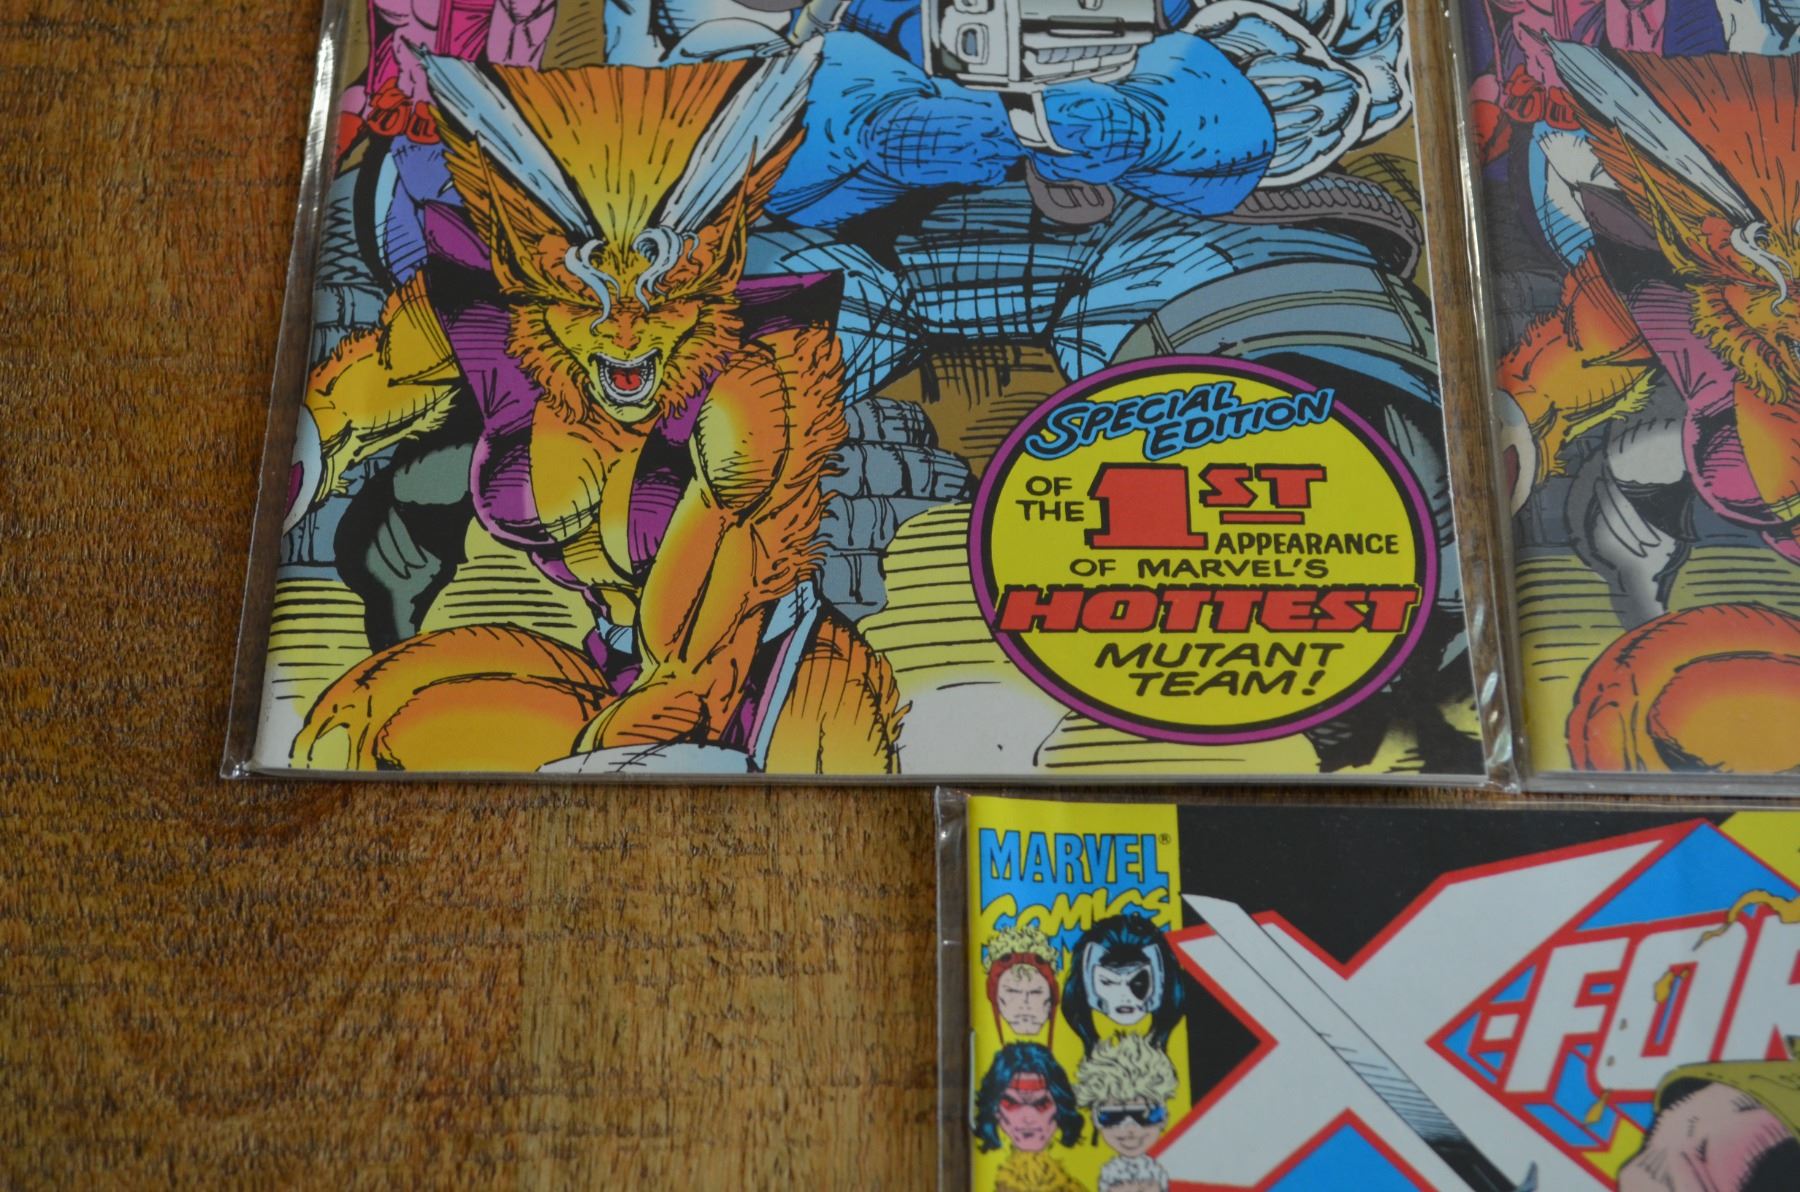 SPECIAL
EDITION
OF
THE 1ST
APPEARANCE
OF MARVEL'S
HOTTEST
MUTANT
TEAM!
MARVEL®
COMICS
X-FOR